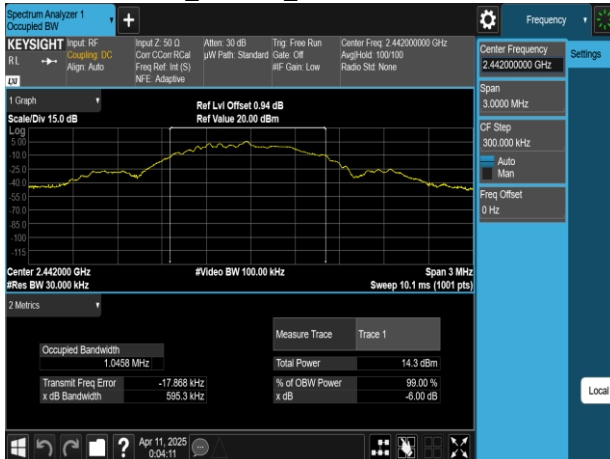 Spectrum Analyzer 1
Occupied BW
Frequency
KEYSIGHT
Input: RF
Coupling: DC
Align: Auto
Input Z: 50 Ω
Corr CCorr RCal
Freq Ref: Int (S)
NFE: Adaptive
Atten: 30 dB
µW Path: Standard
Trig: Free Run
Gate: Off
#IF Gain: Low
Center Freq: 2.442000000 GHz
Avg|Hold: 100/100
Radio Std: None
RL
LXI
Center Frequency
2.442000000 GHz
Settings
Span
3.0000 MHz
CF Step
300.000 kHz
Auto
Man
Freq Offset
0 Hz
Local
1 Graph
Scale/Div 15.0 dB
Ref Lvl Offset 0.94 dB
Ref Value 20.00 dBm
Log
5.00
-10.0
-25.0
-40.0
-55.0
-70.0
-85.0
-100
-115
Center 2.442000 GHz
#Video BW 100.00 kHz
Span 3 MHz
#Res BW 30.000 kHz
Sweep 10.1 ms (1001 pts)
2 Metrics
Measure Trace
Trace 1
Occupied Bandwidth
1.0458 MHz
Total Power
14.3 dBm
Transmit Freq Error
-17.868 kHz
% of OBW Power
99.00 %
x dB Bandwidth
595.3 kHz
x dB
-6.00 dB
?
Apr 11, 2025
0:04:11